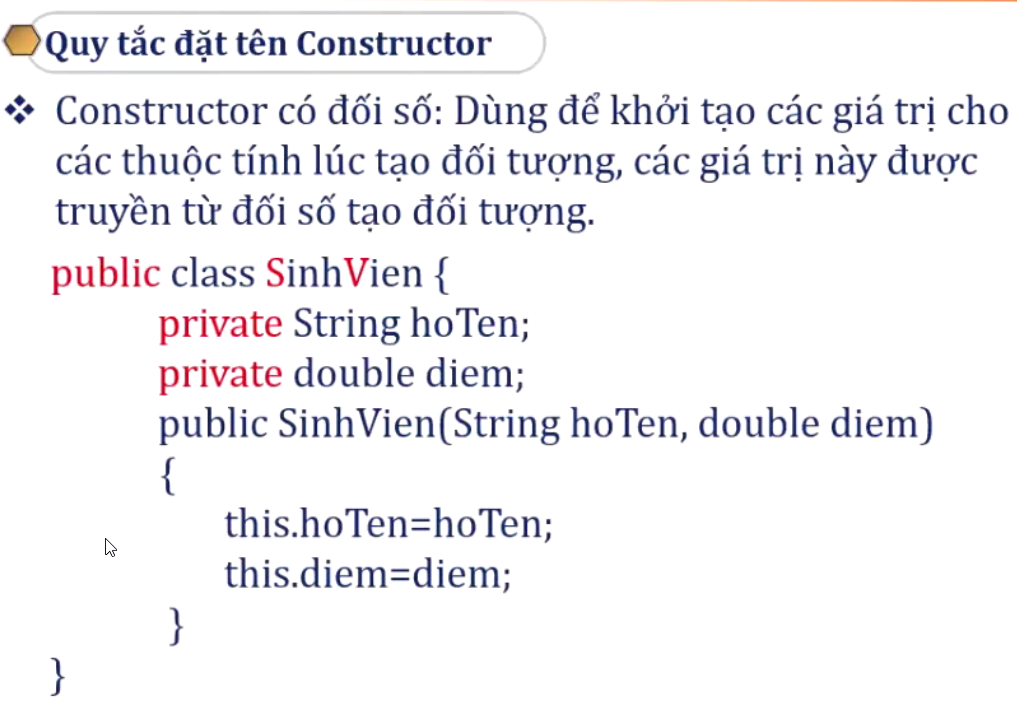 Quy tắc đặt tên Constructor
Constructor có đối số: Dùng để khởi tạo các giá trị cho
các thuộc tính lúc tạo đối tượng, các giá trị này được
truyền từ đối số tạo đối tượng.
public class SinhVien {
private String hoTen;
private double diem;
public SinhVien(String hoTen, double diem)
{
this.hoTen=hoTen;
this.diem=diem;
}
}